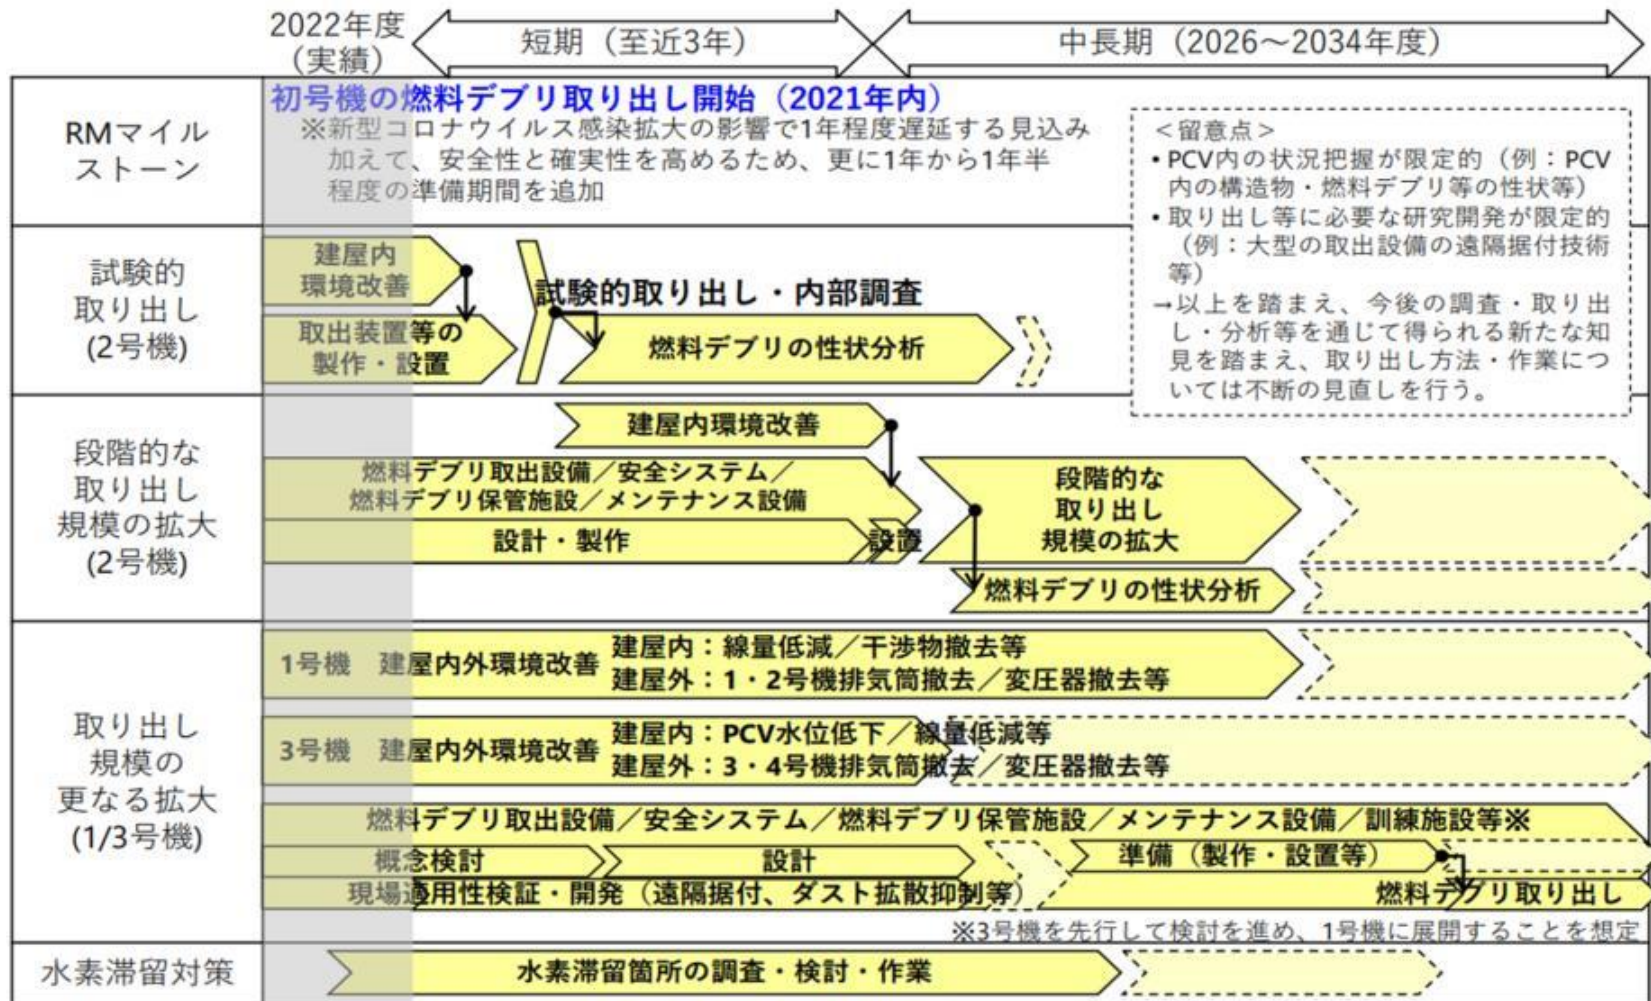 2022年度
(実績)
短期（至近3年）
中長期（2026～2034年度）
RMマイル
ストーン
初号機の燃料デブリ取り出し開始（2021年内）
※新型コロナウイルス感染拡大の影響で1年程度遅延する見込み
加えて、安全性と確実性を高めるため、更に1年から1年半
程度の準備期間を追加
＜留意点＞
・PCV内の状況把握が限定的（例：PCV
内の構造物・燃料デブリ等の性状等）
・取り出し等に必要な研究開発が限定的
（例：大型の取出設備の遠隔据付技術
等）
→以上を踏まえ、今後の調査・取り出
し・分析等を通じて得られる新たな知
見を踏まえ、取り出し方法・作業につ
いては不断の見直しを行う。
試験的
取り出し
(2号機)
建屋内
環境改善
取出装置等の
製作・設置
試験的取り出し・内部調査
燃料デブリの性状分析
段階的な
取り出し
規模の拡大
(2号機)
建屋内環境改善
燃料デブリ取出設備／安全システム／
燃料デブリ保管施設／メンテナンス設備
設計・製作
設置
段階的な
取り出し
規模の拡大
燃料デブリの性状分析
取り出し
規模の
更なる拡大
(1/3号機)
1号機　建屋内外環境改善
建屋内：線量低減／干渉物撤去等
建屋外：1・2号機排気筒撤去／変圧器撤去等
3号機　建屋内外環境改善
建屋内：PCV水位低下／線量低減等
建屋外：3・4号機排気筒撤去／変圧器撤去等
燃料デブリ取出設備／安全システム／燃料デブリ保管施設／メンテナンス設備／訓練施設等※
概念検討
設計
準備（製作・設置等）
現場適用性検証・開発（遠隔据付、ダスト拡散抑制等）
燃料デブリ取り出し
※3号機を先行して検討を進め、1号機に展開することを想定
水素滞留対策
水素滞留箇所の調査・検討・作業